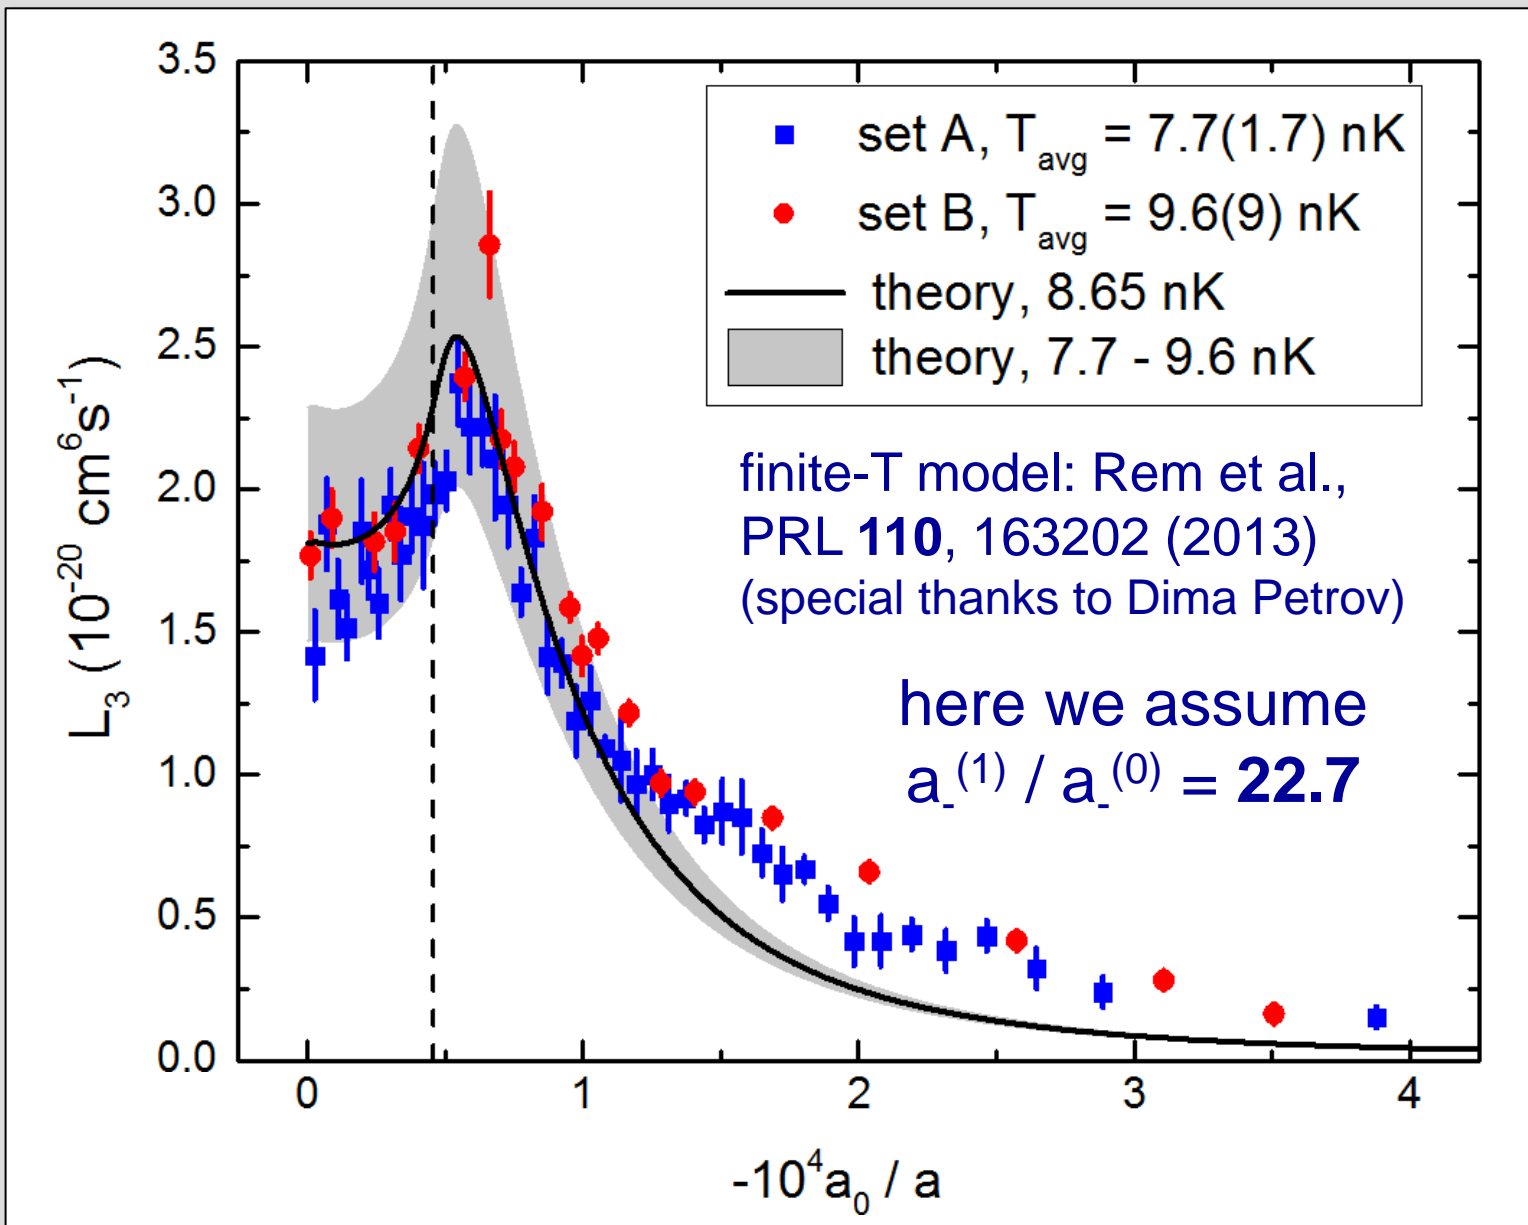 3.5
3.0
2.5
2.0
1.5
1.0
0.5
0.0
L₃ (10⁻²⁰ cm⁶s⁻¹)
0 1 2 3 4
-10⁴a₀ / a
set A, T_avg = 7.7(1.7) nK
set B, T_avg = 9.6(9) nK
theory, 8.65 nK
theory, 7.7 - 9.6 nK
finite-T model: Rem et al.,
PRL 110, 163202 (2013)
(special thanks to Dima Petrov)
here we assume
a₋⁽¹⁾ / a₋⁽⁰⁾ = 22.7